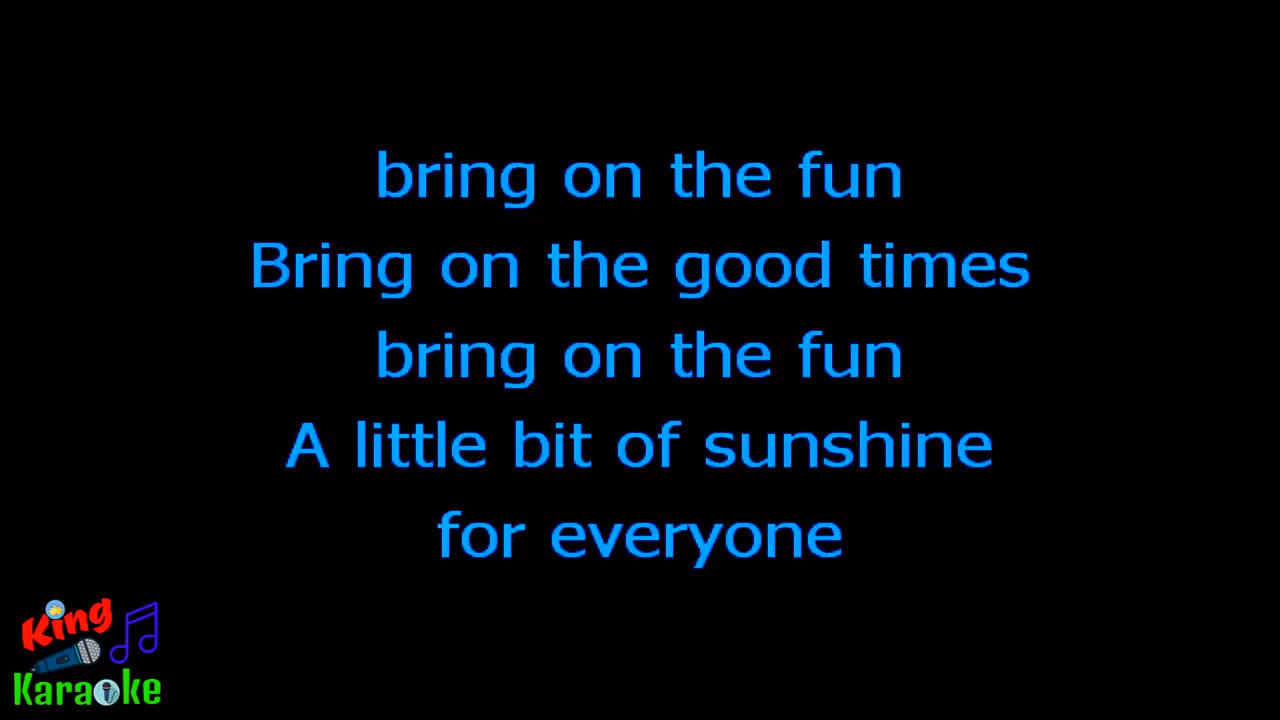 bring on the fun
Bring on the good times
bring on the fun
A little bit of sunshine
for everyone
King
Karaoke